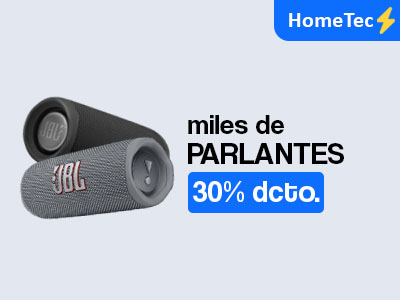 HomeTec⚡
miles de
PARLANTES
30% dcto.
JBL
JBL